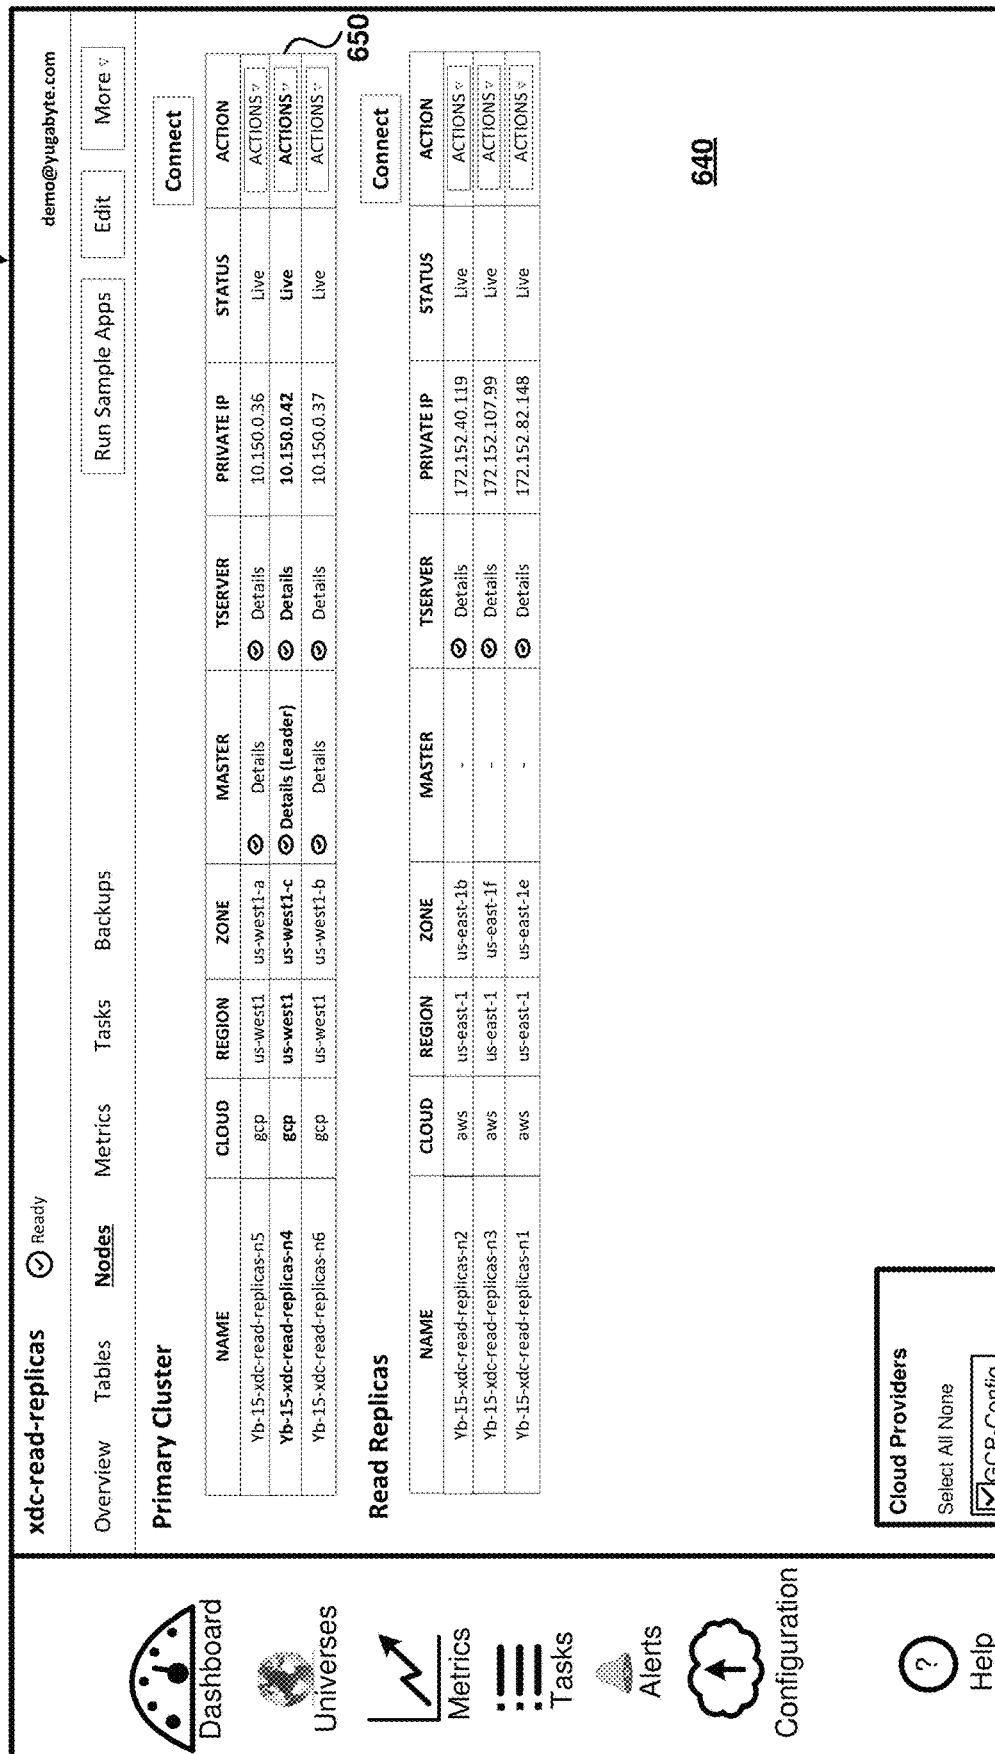 xdc-read-replicas Ready demo@yugabyte.com
Overview Tables Nodes Metrics Tasks Backups Run Sample Apps Edit More
Primary Cluster Connect
NAME CLOUD REGION ZONE MASTER TSERVER PRIVATE IP STATUS ACTION
Yb-15-xdc-read-replicas-n5 gcp us-west1 us-west1-a Details Details 10.150.0.36 Live ACTIONS
Yb-15-xdc-read-replicas-n4 gcp us-west1 us-west1-c Details (Leader) Details 10.150.0.42 Live ACTIONS
Yb-15-xdc-read-replicas-n6 gcp us-west1 us-west1-b Details Details 10.150.0.37 Live ACTIONS
650
Read Replicas Connect
NAME CLOUD REGION ZONE MASTER TSERVER PRIVATE IP STATUS ACTION
Yb-15-xdc-read-replicas-n2 aws us-east-1 us-east-1b - Details 172.152.40.119 Live ACTIONS
Yb-15-xdc-read-replicas-n3 aws us-east-1 us-east-1f - Details 172.152.107.99 Live ACTIONS
Yb-15-xdc-read-replicas-n1 aws us-east-1 us-east-1e - Details 172.152.82.148 Live ACTIONS
640
Dashboard
Universes
Metrics
Tasks
Alerts
Configuration
?
Help
Cloud Providers
Select All None
GCP-Config